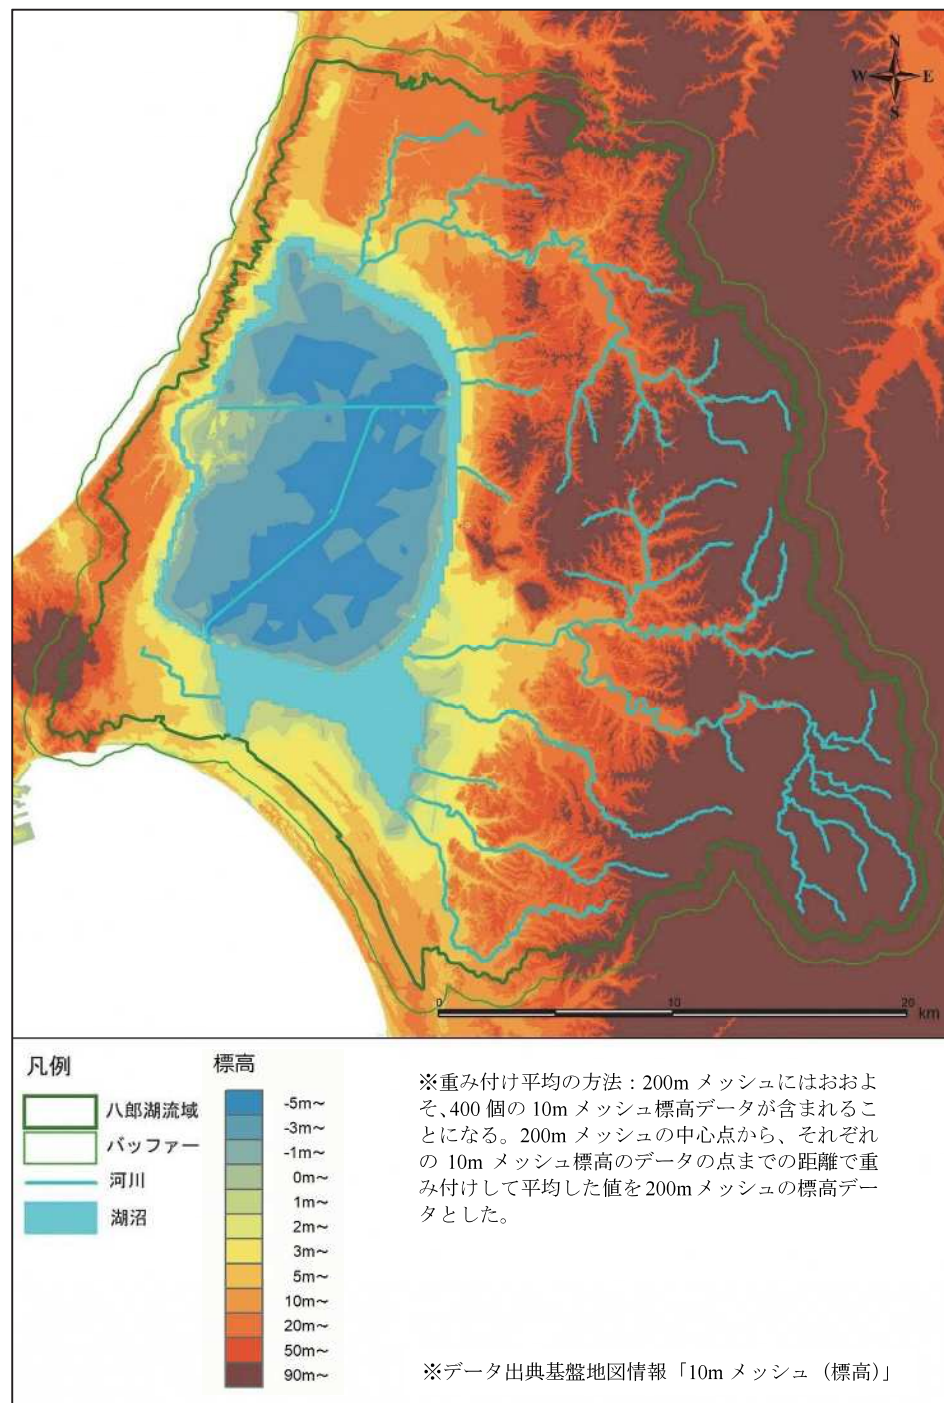 N
W E
S
0 10 20
km
凡例
八郎湖流域
バッファー
河川
湖沼
標高
-5m～
-3m～
-1m～
0m～
1m～
2m～
3m～
5m～
10m～
20m～
50m～
90m～
※重み付け平均の方法：200m メッシュにはおおよ
そ、400 個の 10m メッシュ標高データが含まれるこ
とになる。200m メッシュの中心点から、それぞれ
の 10m メッシュ標高のデータの点までの距離で重
み付けして平均した値を 200m メッシュの標高デー
タとした。
※データ出典基盤地図情報「10m メッシュ（標高）」